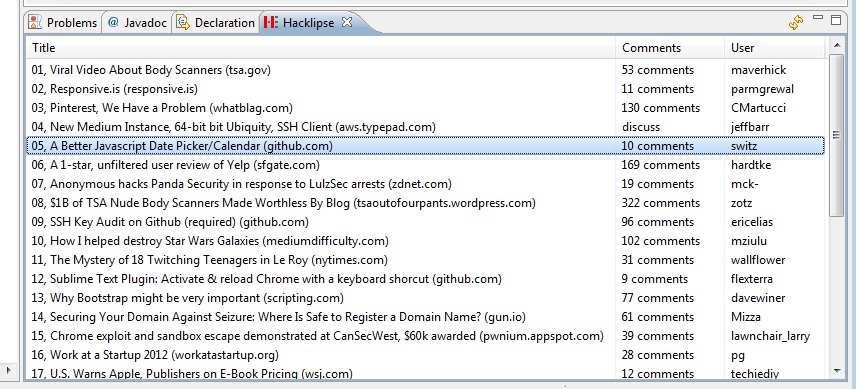 Problems @ Javadoc Declaration Hacklipse
Title Comments User
01, Viral Video About Body Scanners (tsa.gov) 53 comments maverhick
02, Responsive.is (responsive.is) 11 comments parmgrewal
03, Pinterest, We Have a Problem (whatblag.com) 130 comments CMartucci
04, New Medium Instance, 64-bit bit Ubiquity, SSH Client (aws.typepad.com) discuss jeffbarr
05, A Better Javascript Date Picker/Calendar (github.com) 10 comments switz
06, A 1-star, unfiltered user review of Yelp (sfgate.com) 169 comments hardtke
07, Anonymous hacks Panda Security in response to LulzSec arrests (zdnet.com) 19 comments mck-
08, $1B of TSA Nude Body Scanners Made Worthless By Blog (tsaoutofourpants.wordpress.com) 322 comments zotz
09, SSH Key Audit on Github (required) (github.com) 96 comments ericelias
10, How I helped destroy Star Wars Galaxies (mediumdifficulty.com) 102 comments mziulu
11, The Mystery of 18 Twitching Teenagers in Le Roy (nytimes.com) 31 comments wallflower
12, Sublime Text Plugin: Activate & reload Chrome with a keyboard shorcut (github.com) 9 comments flexterra
13, Why Bootstrap might be very important (scripting.com) 77 comments davewiner
14, Securing Your Domain Against Seizure: Where Is Safe to Register a Domain Name? (gun.io) 61 comments Mizza
15, Chrome exploit and sandbox escape demonstrated at CanSecWest, $60k awarded (pwnium.appspot.com) 39 comments lawnchair_larry
16, Work at a Startup 2012 (workatastartup.org) 28 comments pg
17, U.S. Warns Apple, Publishers on E-Book Pricing (wsj.com) 12 comments techiediy